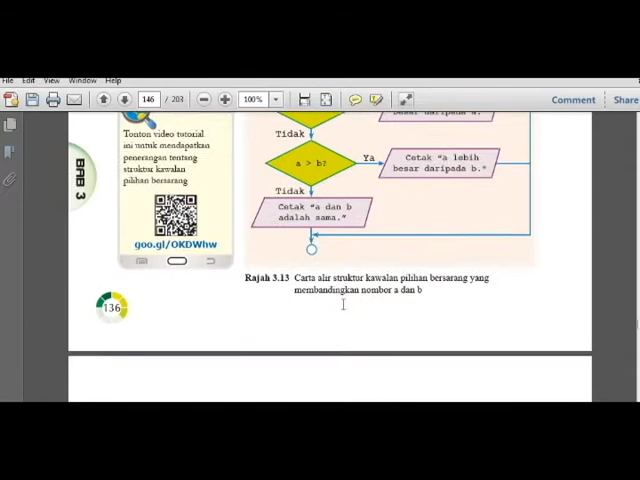 File Edit View Window Help
146 / 203 100% Comment Share
Tonton video tutorial
ini untuk mendapatkan
penerangan tentang
struktur kawalan
pilihan bersarang.
goo.gl/OKDWhw
BAB 3
136
besar daripada a."
Tidak
a > b?
Ya
Cetak "a lebih
besar daripada b."
Tidak
Cetak "a dan b
adalah sama."
Rajah 3.13 Carta alir struktur kawalan pilihan bersarang yang
membandingkan nombor a dan b